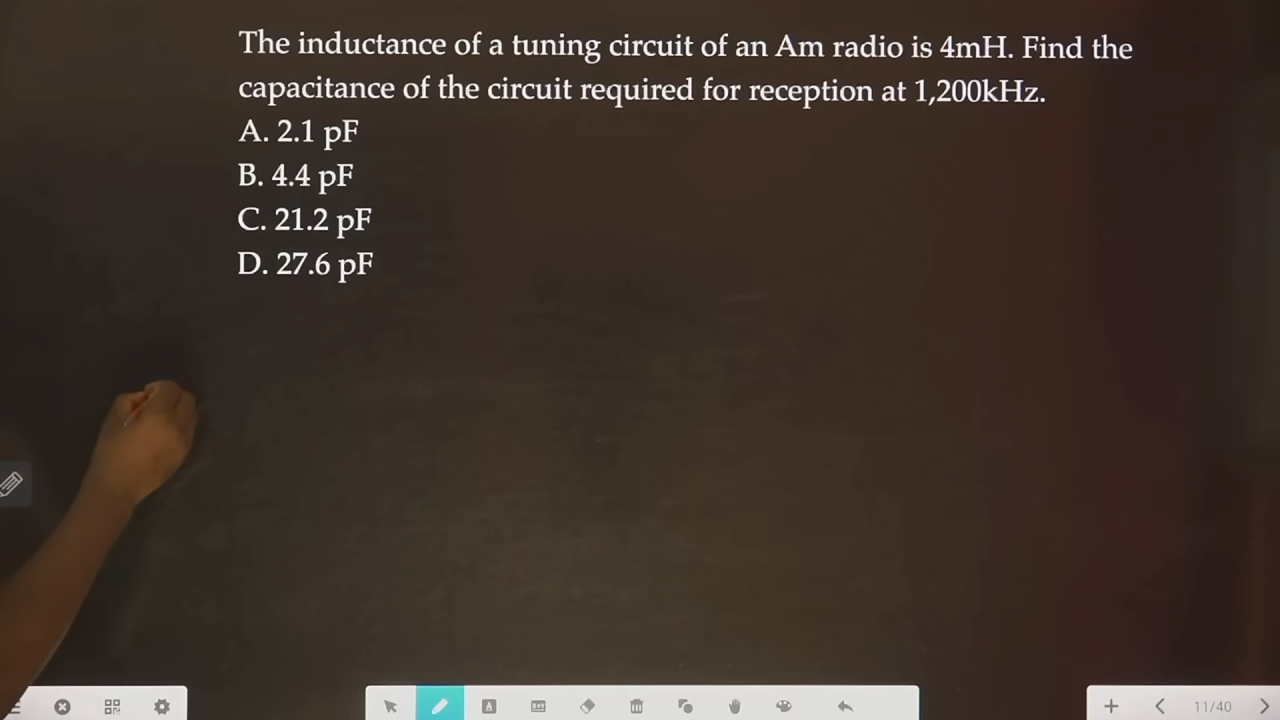 The inductance of a tuning circuit of an Am radio is 4mH. Find the
capacitance of the circuit required for reception at 1,200kHz.
A. 2.1 pF
B. 4.4 pF
C. 21.2 pF
D. 27.6 pF
11/40